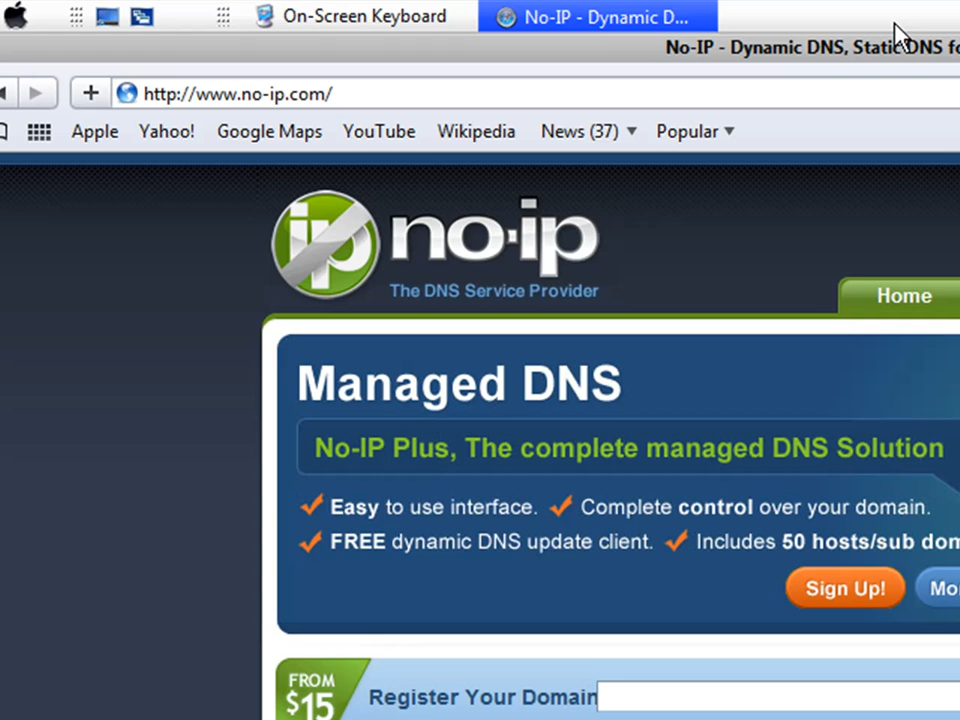 On-Screen Keyboard
No-IP - Dynamic D...
No-IP - Dynamic DNS, Static DNS fo
http://www.no-ip.com/
Apple Yahoo! Google Maps YouTube Wikipedia News (37) ▼ Popular ▼
ip no·ip
The DNS Service Provider
Home
Managed DNS
No-IP Plus, The complete managed DNS Solution
Easy to use interface. Complete control over your domain.
FREE dynamic DNS update client. Includes 50 hosts/sub dom
Sign Up! Mo
FROM
$15
Register Your Domain